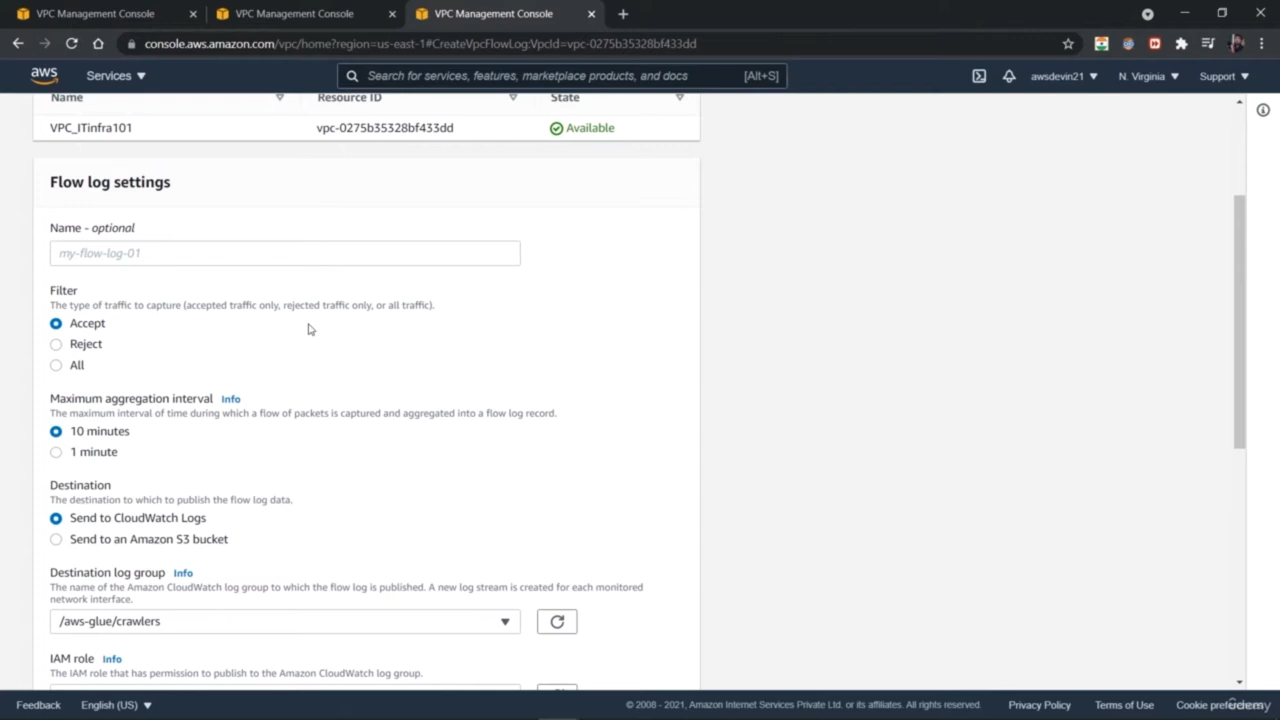 VPC Management Console
VPC Management Console
VPC Management Console
console.aws.amazon.com/vpc/home?region=us-east-1#CreateVpcFlowLog:VpcId=vpc-0275b35328bf433dd
aws
Services
Search for services, features, marketplace products, and docs
[Alt+S]
awsdevin21
N. Virginia
Support
Name
Resource ID
State
VPC_ITinfra101
vpc-0275b35328bf433dd
Available
Flow log settings
Name - optional
my-flow-log-01
Filter
The type of traffic to capture (accepted traffic only, rejected traffic only, or all traffic).
Accept
Reject
All
Maximum aggregation interval Info
The maximum interval of time during which a flow of packets is captured and aggregated into a flow log record.
10 minutes
1 minute
Destination
The destination to which to publish the flow log data.
Send to CloudWatch Logs
Send to an Amazon S3 bucket
Destination log group Info
The name of the Amazon CloudWatch log group to which the flow log is published. A new log stream is created for each monitored
network interface.
/aws-glue/crawlers
IAM role Info
The IAM role that has permission to publish to the Amazon CloudWatch log group.
Feedback
English (US)
© 2008 - 2021, Amazon Internet Services Private Ltd. or its affiliates. All rights reserved.
Privacy Policy
Terms of Use
Cookie preferences
Udemy